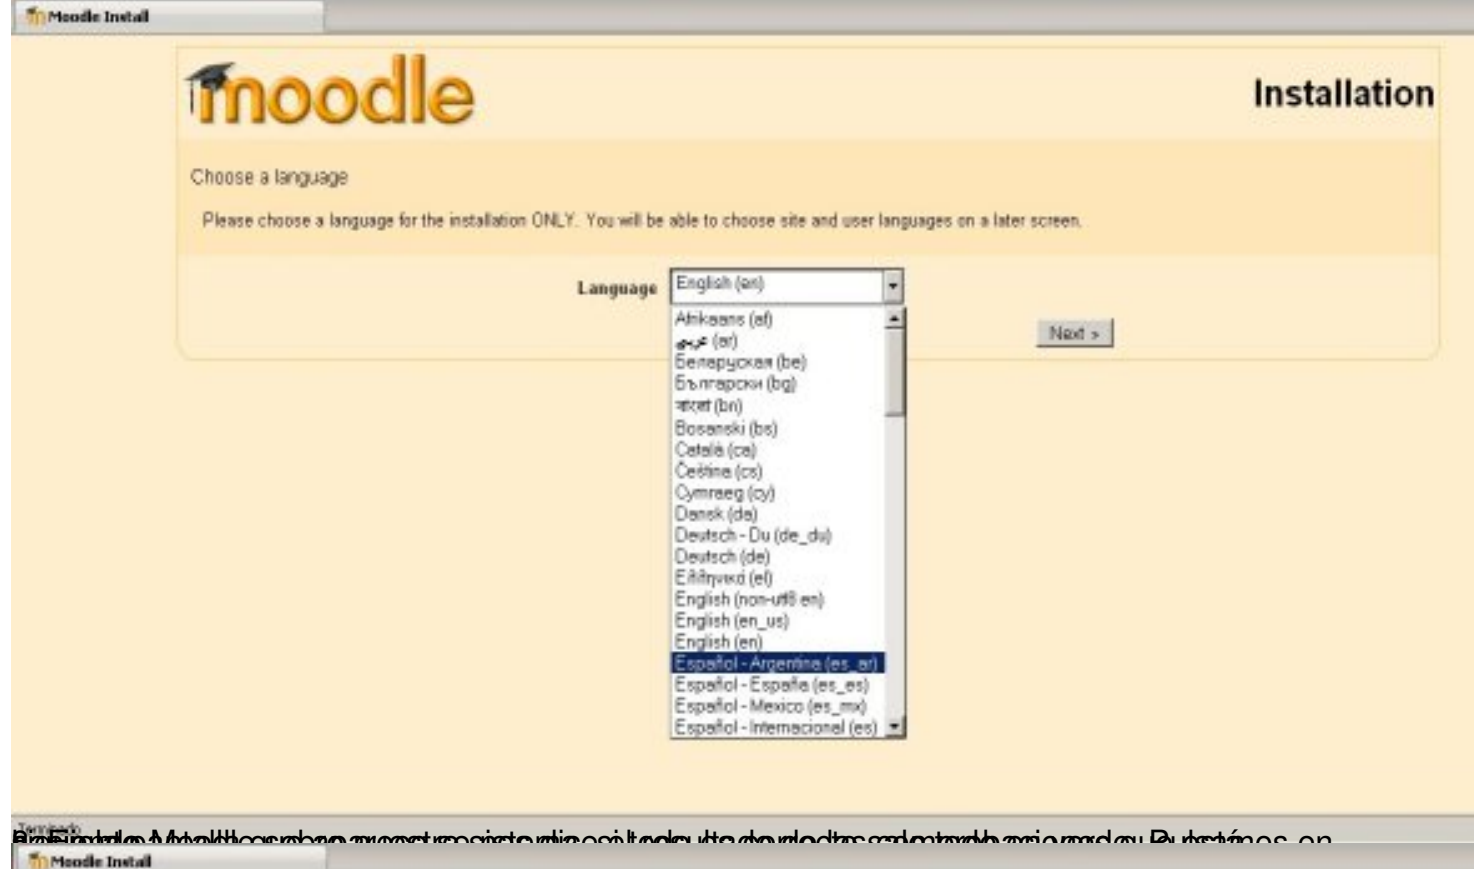 Moodle Install
moodle
Installation
Choose a language
Please choose a language for the installation ONLY. You will be able to choose site and user languages on a later screen.
Language English (en)
Afrikaans (af)
عربي (ar)
Next »
Беларуская (be)
Български (bg)
(bn)
Bosanski (bs)
Català (ca)
Čeština (cs)
Cymraeg (cy)
Dansk (da)
Deutsch - Du (de_du)
Deutsch (de)
Ελληνικά (el)
English (non-utf8 en)
English (en_us)
English (en)
Español - Argentina (es_ar)
Español - España (es_es)
Español - Mexico (es_mx)
Español - Internacional (es)
Terminado
Moodle Install